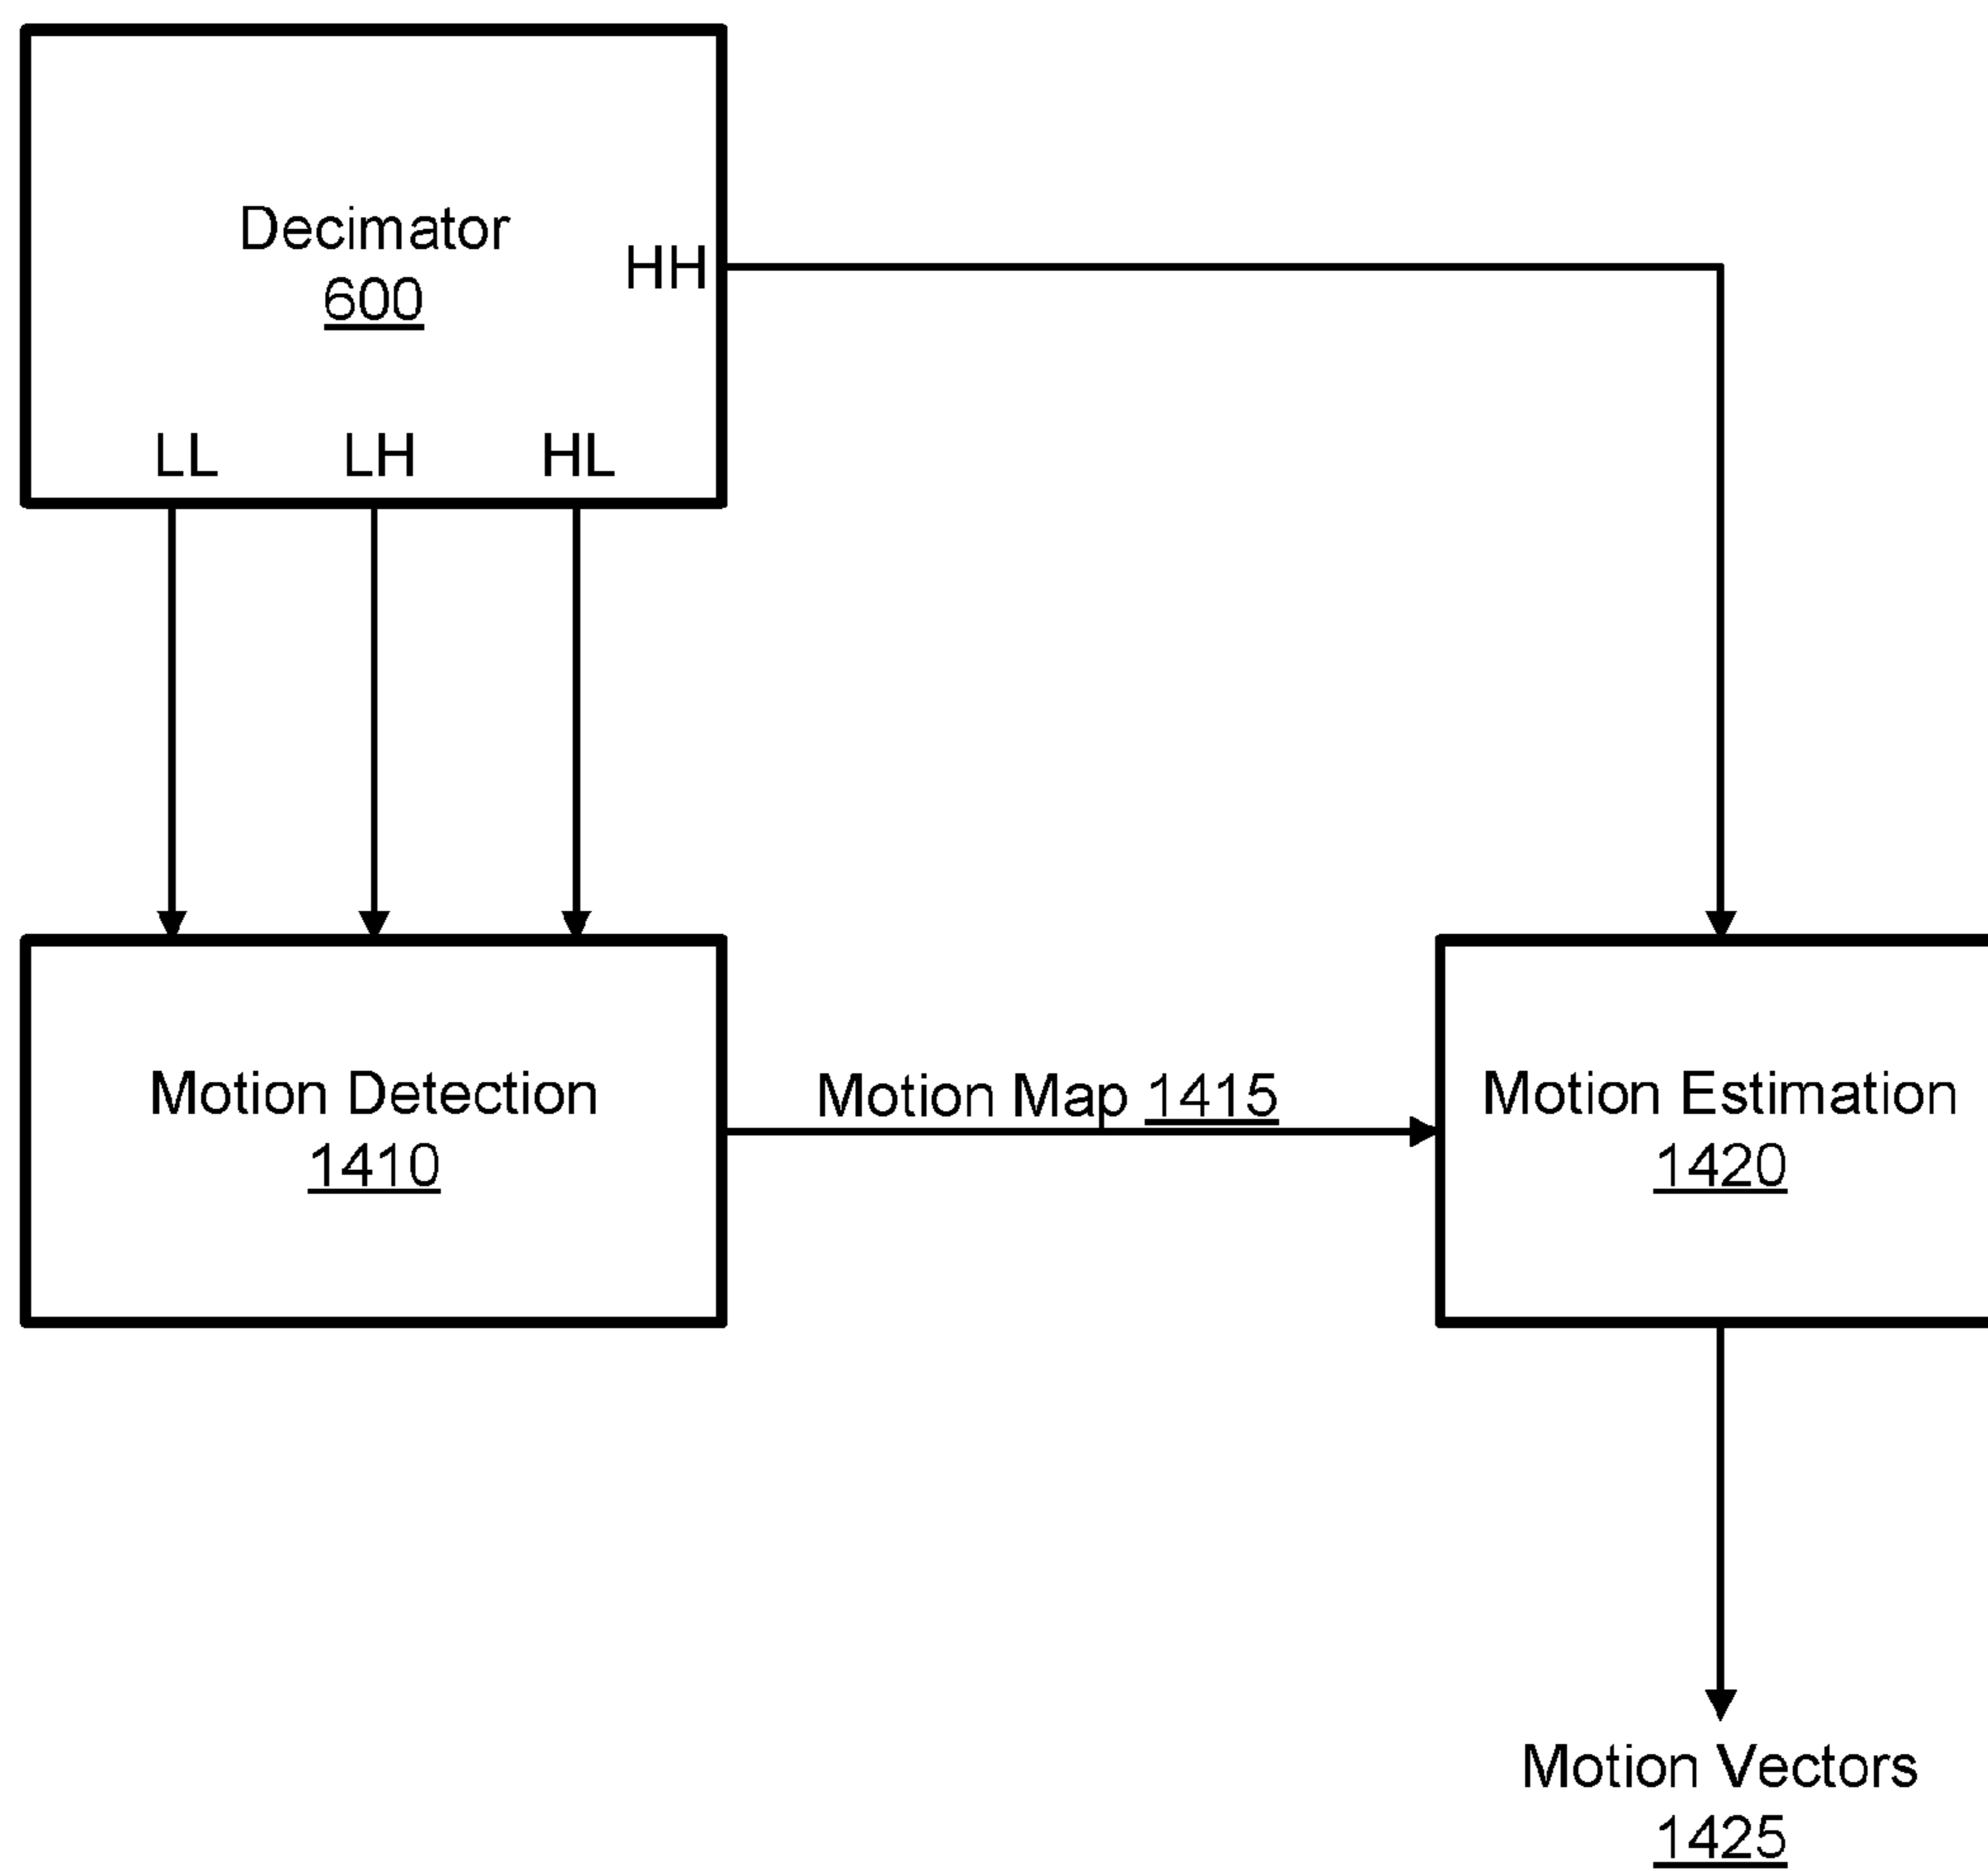 Decimator
600
HH
LL LH HL
Motion Detection
1410
Motion Map 1415
Motion Estimation
1420
Motion Vectors
1425